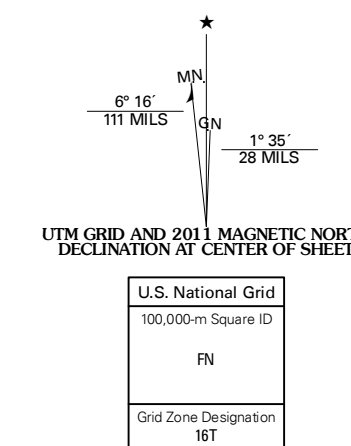 ★
MN
GN
6° 16´
111 MILS
1° 35´
28 MILS
UTM GRID AND 2011 MAGNETIC NORT
DECLINATION AT CENTER OF SHEET
U.S. National Grid
100,000-m Square ID
FN
Grid Zone Designation
16T